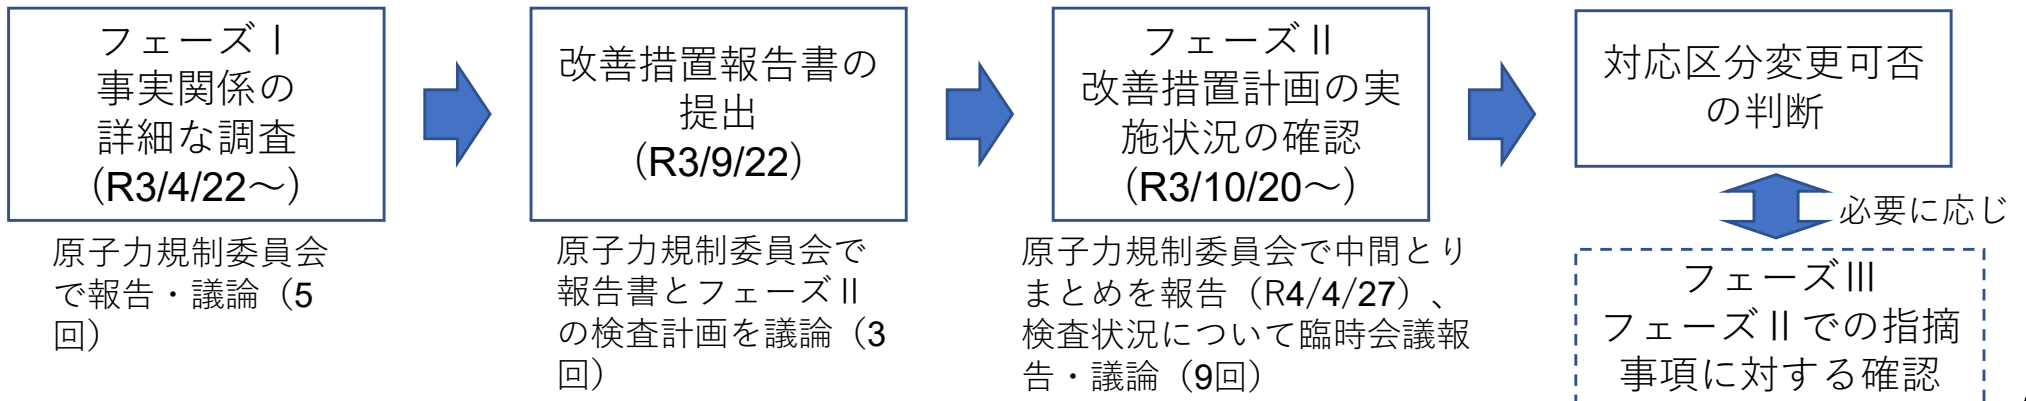 フェーズⅠ
事実関係の
詳細な調査
（R3/4/22～）
原子力規制委員会
で報告・議論（5
回）
改善措置報告書の
提出
（R3/9/22）
原子力規制委員会で
報告書とフェーズⅡ
の検査計画を議論（3
回）
フェーズⅡ
改善措置計画の実
施状況の確認
（R3/10/20～）
原子力規制委員会で中間とり
まとめを報告（R4/4/27）、
検査状況について臨時会議報
告・議論（9回）
対応区分変更可否
の判断
必要に応じ
フェーズⅢ
フェーズⅡでの指摘
事項に対する確認